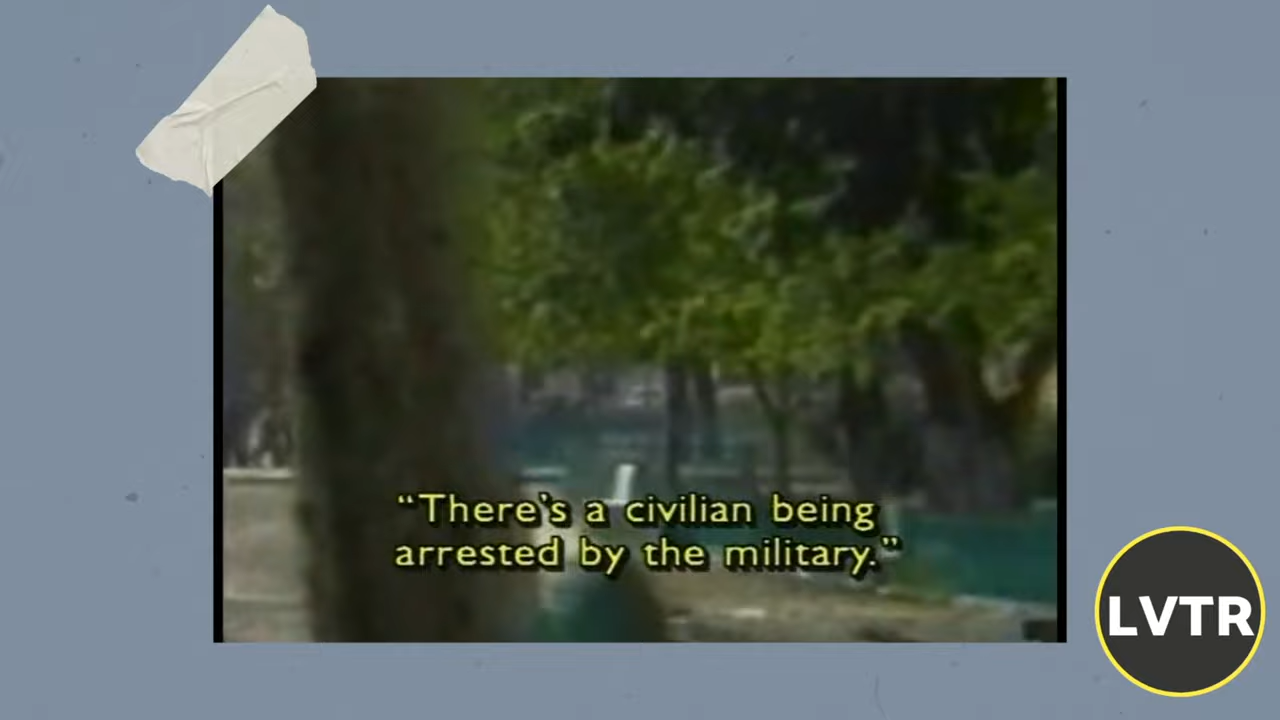 “There's a civilian being
arrested by the military.”
LVTR